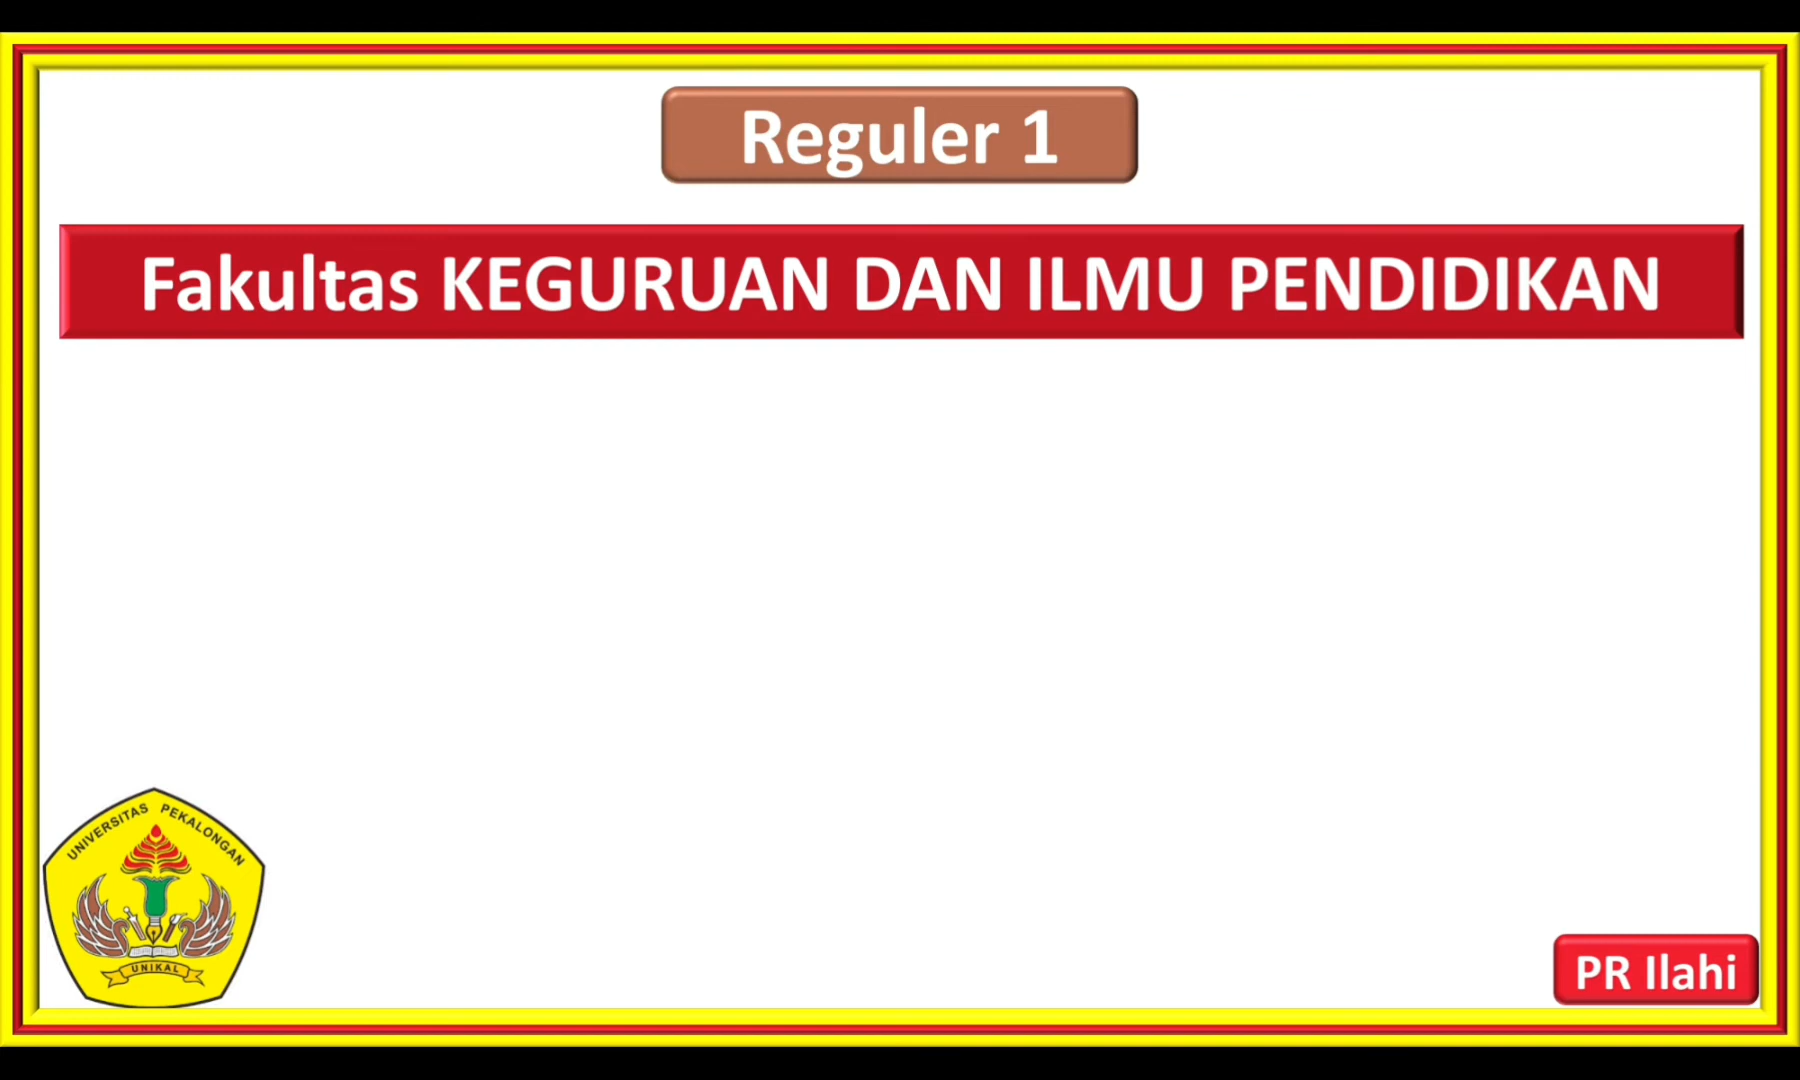 Reguler 1
Fakultas KEGURUAN DAN ILMU PENDIDIKAN
UNIVERSITAS PEKALONGAN
UNIKAL
PR Ilahi